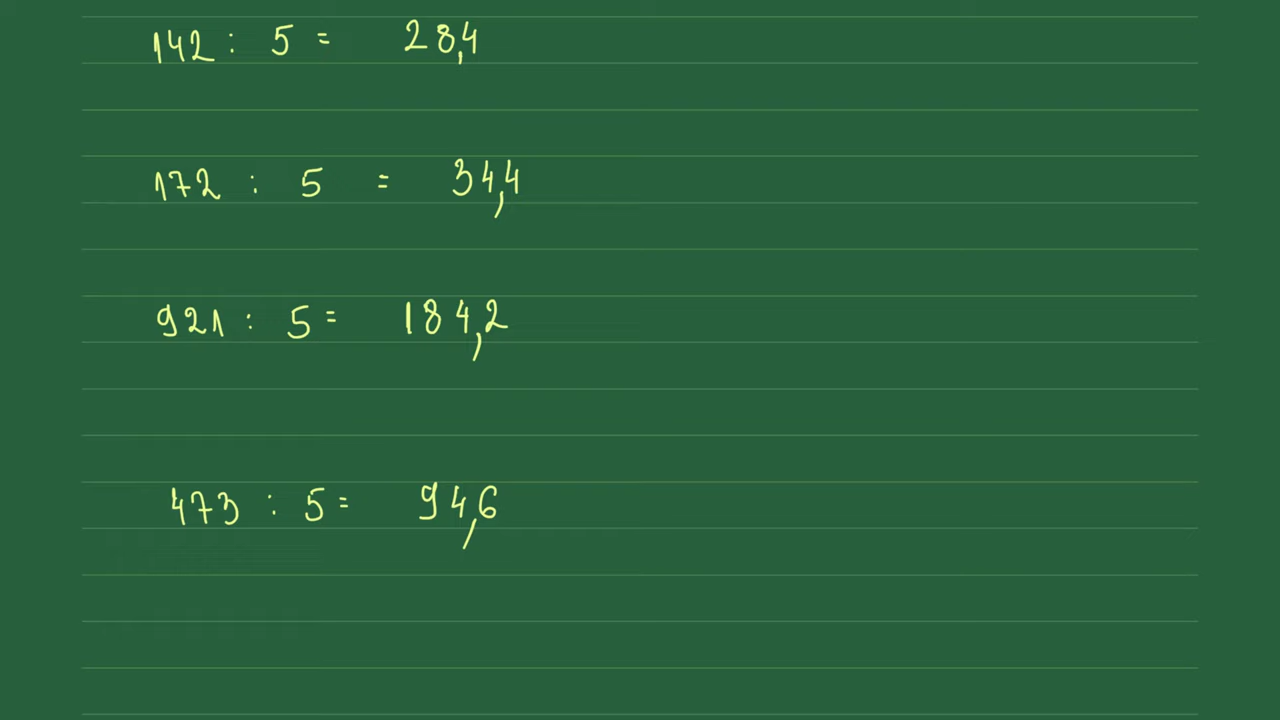 142 : 5 = 28,4
172 : 5 = 34,4
921 : 5 = 184,2
473 : 5 = 94,6